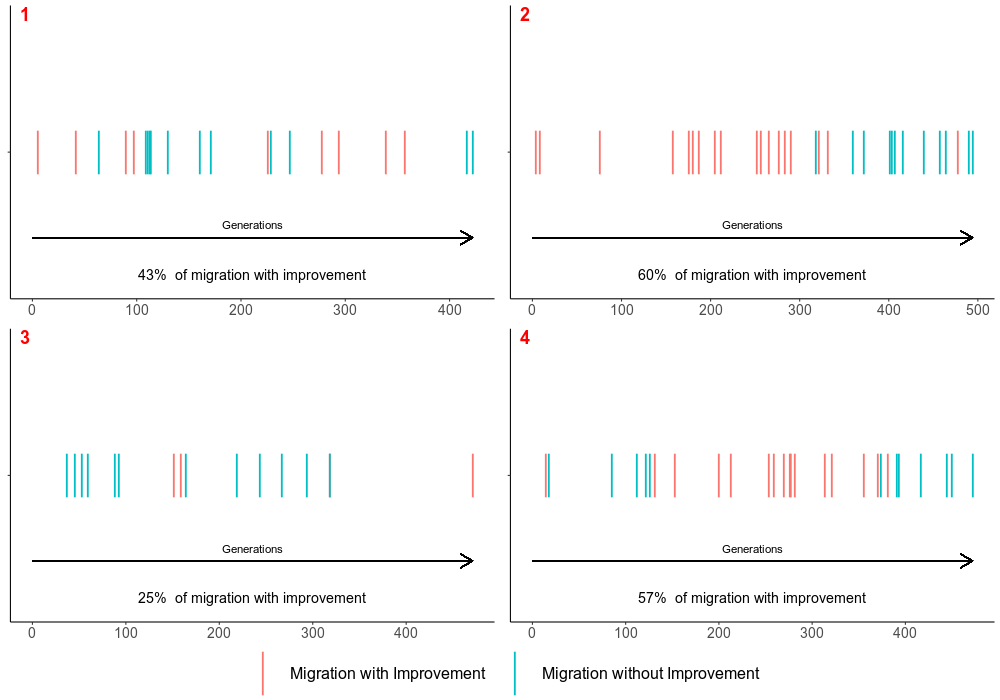 1
Generations
43% of migration with improvement
0 100 200 300 400
2
Generations
60% of migration with improvement
0 100 200 300 400 500
3
Generations
25% of migration with improvement
0 100 200 300 400
4
Generations
57% of migration with improvement
0 100 200 300 400
Migration with Improvement Migration without Improvement